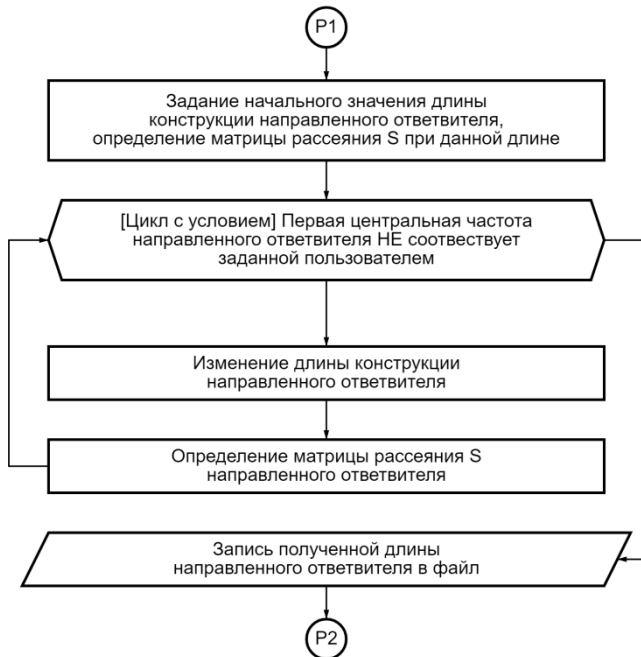 P1
Задание начального значения длины
конструкции направленного ответвителя,
определение матрицы рассеяния S при данной длине
[Цикл с условием] Первая центральная частота
направленного ответвителя НЕ соотвествует
заданной пользователем
Изменение длины конструкции
направленного ответвителя
Определение матрицы рассеяния S
направленного ответвителя
Запись полученной длины
направленного ответвителя в файл
P2